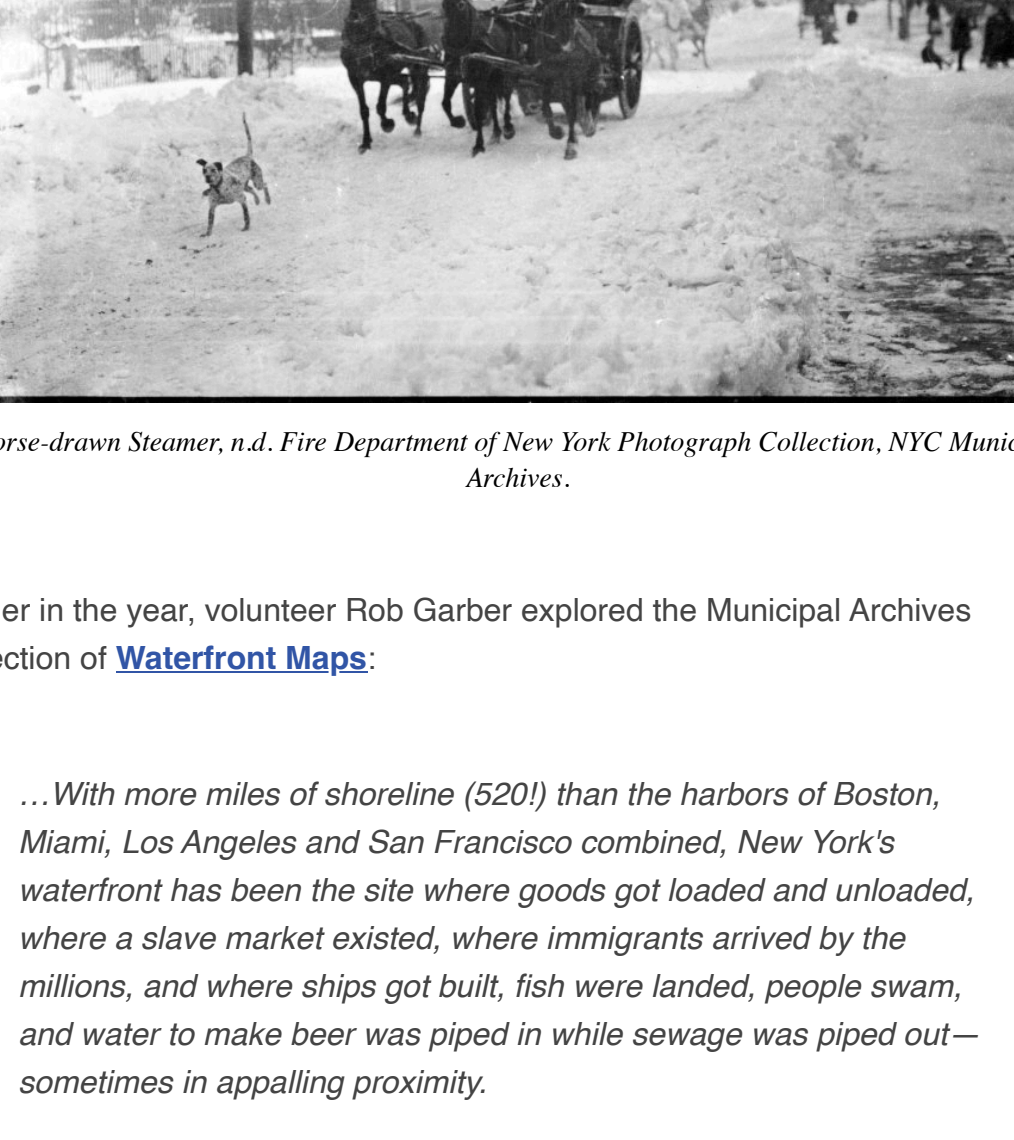 orse-drawn Steamer, n.d. Fire Department of New York Photograph Collection, NYC Munic
Archives.
er in the year, volunteer Rob Garber explored the Municipal Archives
ection of Waterfront Maps:
…With more miles of shoreline (520!) than the harbors of Boston,
Miami, Los Angeles and San Francisco combined, New York's
waterfront has been the site where goods got loaded and unloaded,
where a slave market existed, where immigrants arrived by the
millions, and where ships got built, fish were landed, people swam,
and water to make beer was piped in while sewage was piped out—
sometimes in appalling proximity.